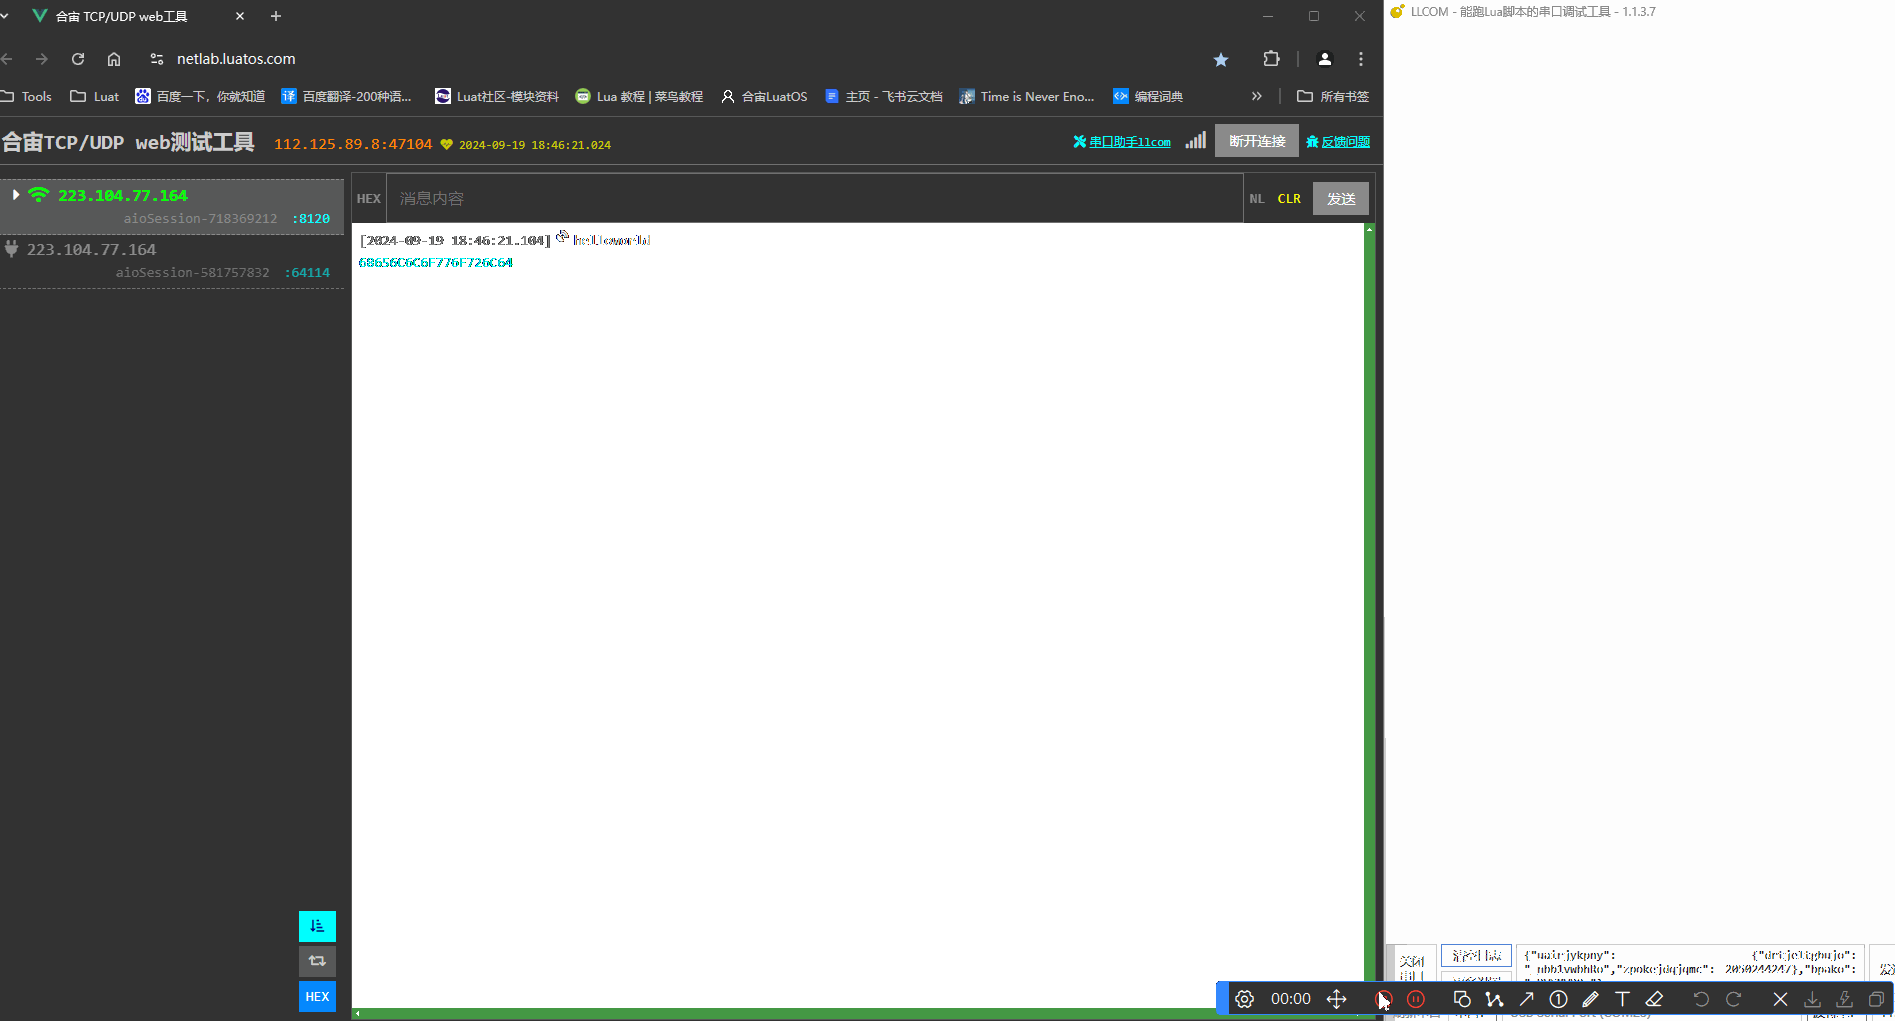 合宙 TCP/UDP web工具
LLCOM - 能跑Lua脚本的串口调试工具 - 1.1.3.7
netlab.luatos.com
Tools
Luat
百度一下，你就知道
译 百度翻译-200种语...
Luat社区-模块资料
Lua 教程 | 菜鸟教程
合宙LuatOS
主页 - 飞书云文档
Time is Never Eno...
编程词典
所有书签
合宙TCP/UDP web测试工具
112.125.89.8:47104
2024-09-19 18:46:21.024
串口助手llcom
断开连接
反馈问题
223.104.77.164
aioSession-718369212 :8120
223.104.77.164
aioSession-581757832 :64114
HEX
消息内容
NL
CLR
发送
[2024-09-19 18:46:21.104] helloworld
68656C6C6F776F726C64
HEX
关闭
清空日志
2050244247},"bpako":
00:00